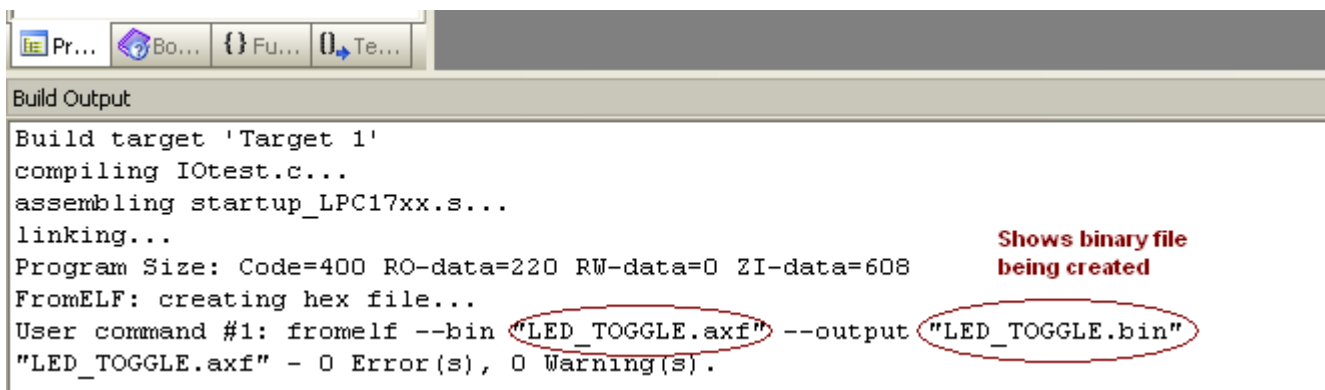 Pr... Bo... {} Fu... 0 Te...
Build Output
Build target 'Target 1'
compiling IOtest.c...
assembling startup_LPC17xx.s...
linking...
Shows binary file
being created
Program Size: Code=400 RO-data=220 RW-data=0 ZI-data=608
FromELF: creating hex file...
User command #1: fromelf --bin "LED_TOGGLE.axf" --output "LED_TOGGLE.bin"
"LED_TOGGLE.axf" - 0 Error(s), 0 Warning(s).